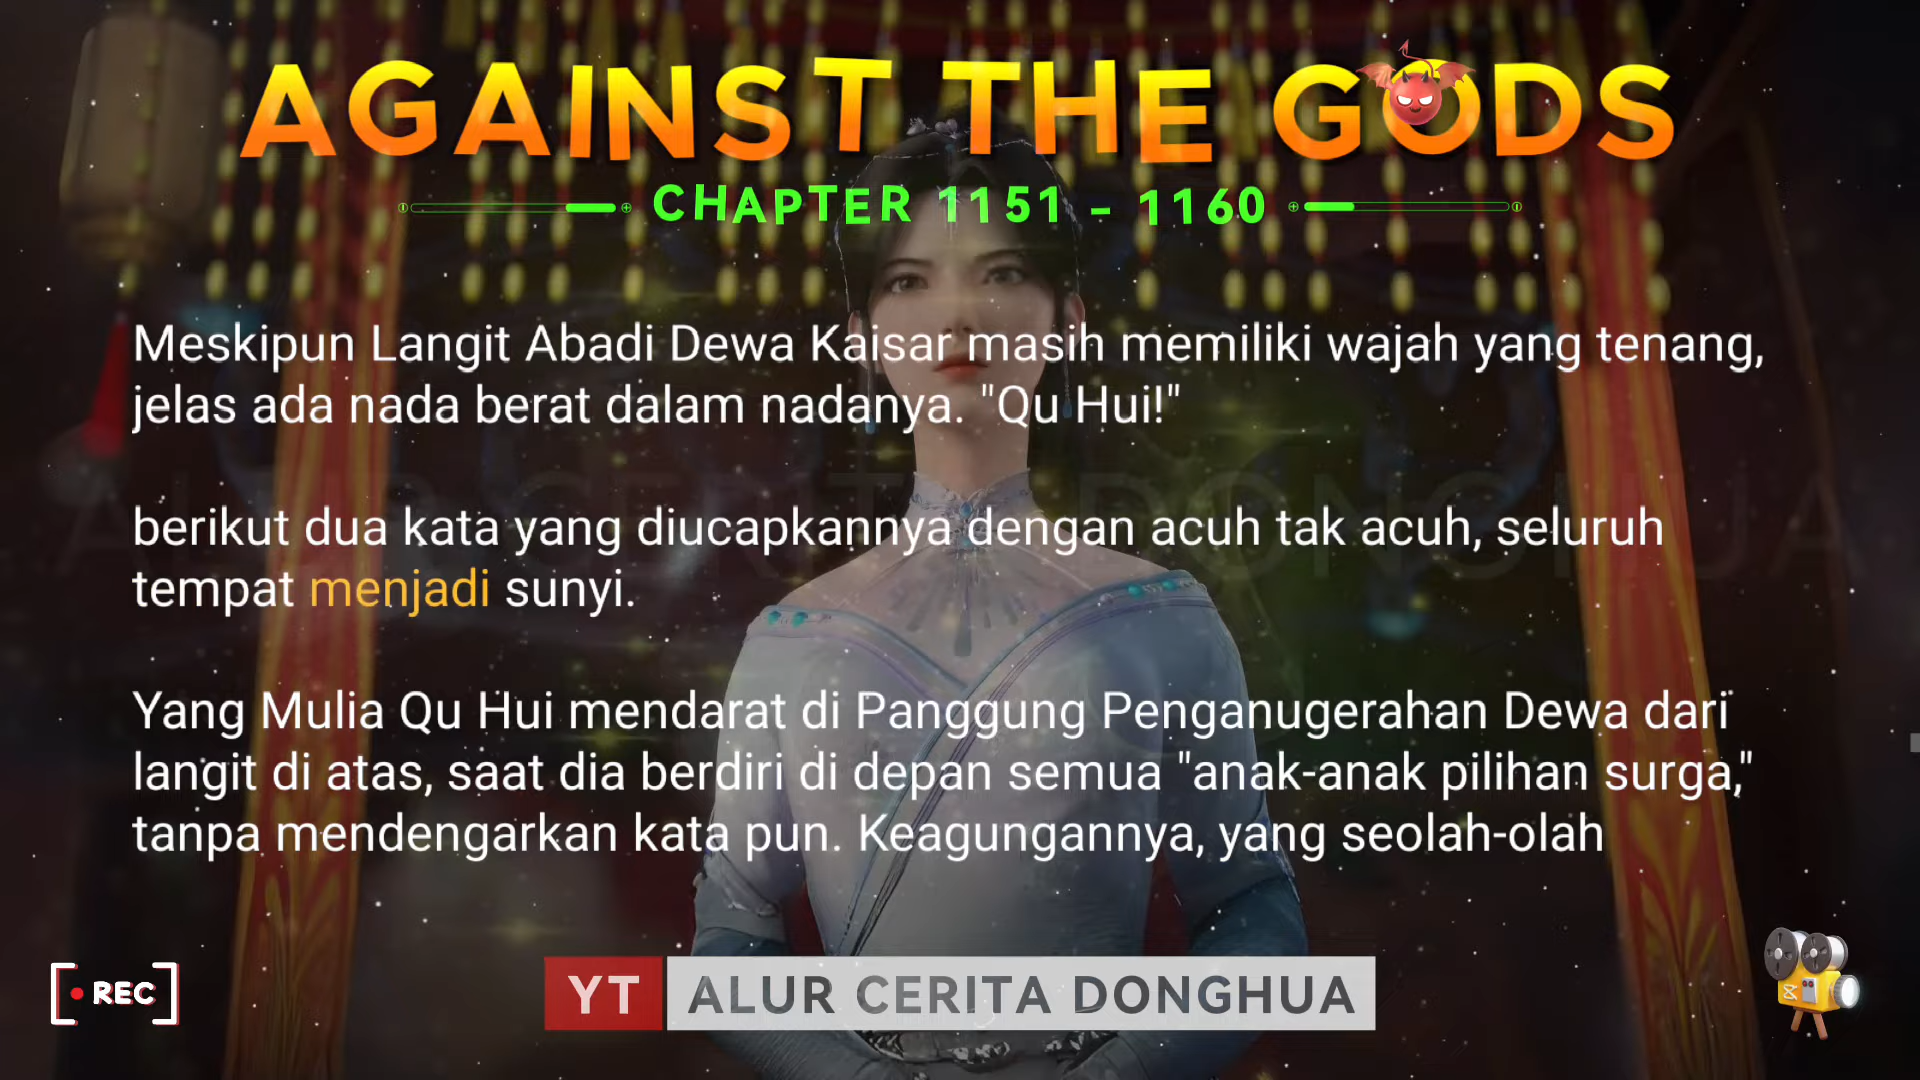 AGAINST THE GODS
CHAPTER 1151 - 1160
Meskipun Langit Abadi Dewa Kaisar masih memiliki wajah yang tenang,
jelas ada nada berat dalam nadanya. "Qu Hui!"
berikut dua kata yang diucapkannya dengan acuh tak acuh, seluruh
tempat menjadi sunyi.
Yang Mulia Qu Hui mendarat di Panggung Penganugerahan Dewa dari
langit di atas, saat dia berdiri di depan semua "anak-anak pilihan surga,"
tanpa mendengarkan kata pun. Keagungannya, yang seolah-olah
REC
YT ALUR CERITA DONGHUA
ALUR CERITA DONGHUA